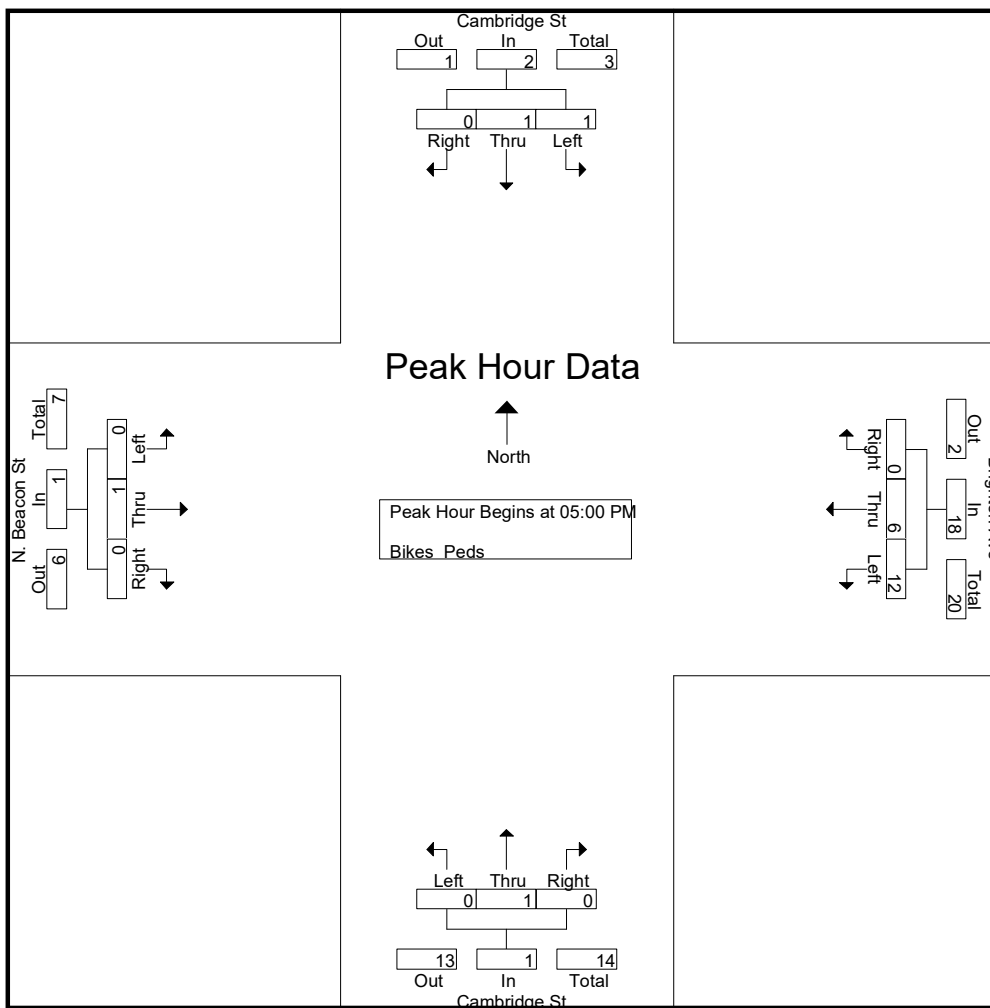 Cambridge St
Out In Total
1 2 3
0 1 1
Right Thru Left
Peak Hour Data
North
Peak Hour Begins at 05:00 PM
Bikes Peds
N. Beacon St
Total In Out
7 1 6
0 1 0
Left Thru Right
Right Thru Left
0 6 12
Out In Total
2 18 20
Left Thru Right
0 1 0
13 1 14
Out In Total
Cambridge St